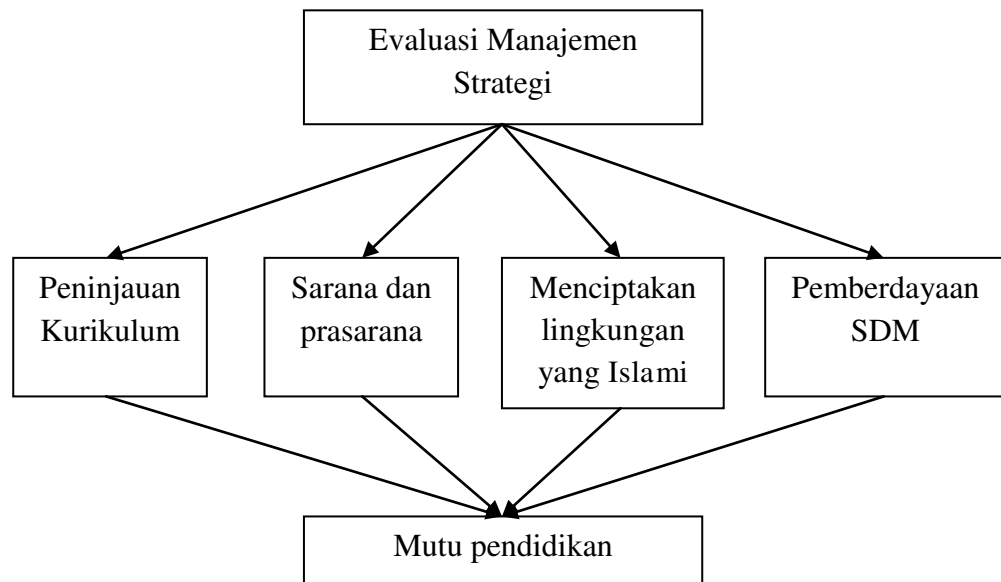 Evaluasi Manajemen
Strategi
Peninjauan
Kurikulum
Sarana dan
prasarana
Menciptakan
lingkungan
yang Islami
Pemberdayaan
SDM
Mutu pendidikan